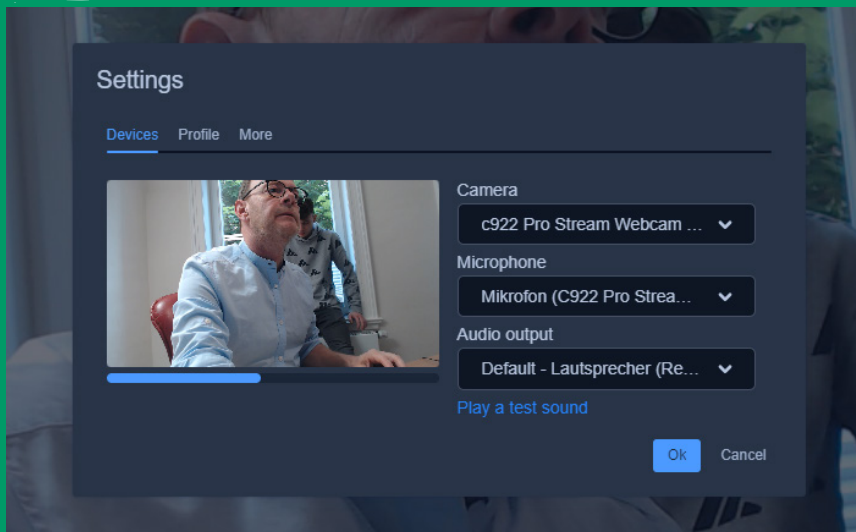 Settings
Devices Profile More
Camera
c922 Pro Stream Webcam ...
Microphone
Mikrofon (C922 Pro Strea...
Audio output
Default - Lautsprecher (Re...
Play a test sound
Ok Cancel